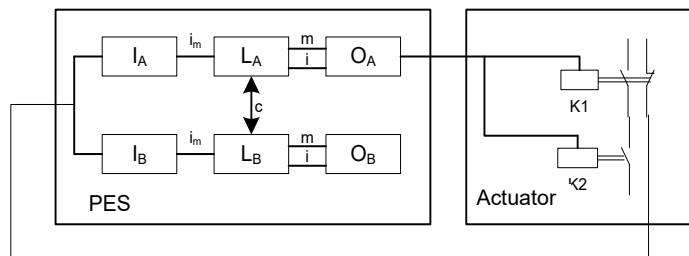 I_A
i_m
L_A
m
i
O_A
K1
c
I_B
i_m
L_B
m
i
O_B
K2
PES
Actuator